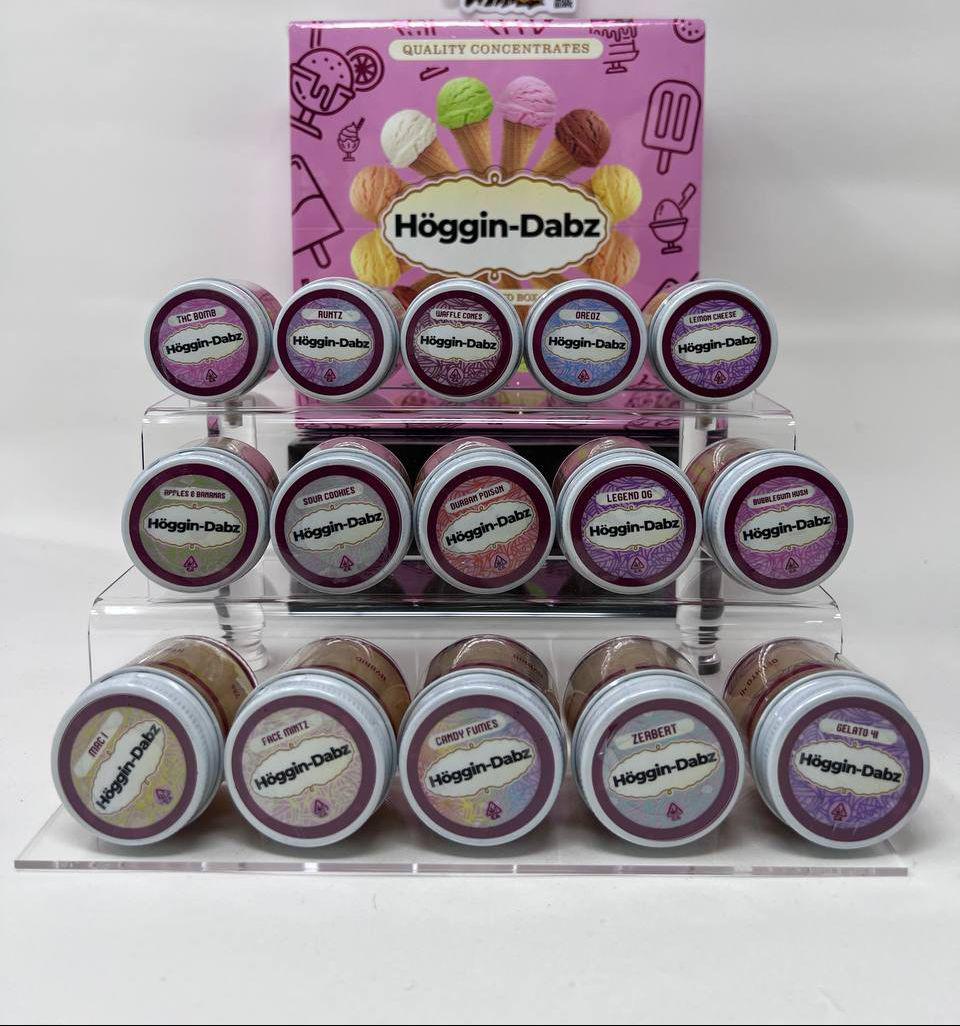 QUALITY CONCENTRATES
Höggin-Dabz
THC BOMB
Höggin-Dabz
RUNTZ
Höggin-Dabz
WAFFLE CONES
Höggin-Dabz
OREOZ
Höggin-Dabz
LEMON CHEESE
Höggin-Dabz
APPLES & BANANAS
Höggin-Dabz
SOUR COOKIES
Höggin-Dabz
DURBAN POISON
Höggin-Dabz
LEGEND OG
Höggin-Dabz
BUBBLEGUM KUSH
Höggin-Dabz
MAC 1
Höggin-Dabz
FACE MINTZ
Höggin-Dabz
CANDY FUMES
Höggin-Dabz
ZERBERT
Höggin-Dabz
GELATO 41
Höggin-Dabz